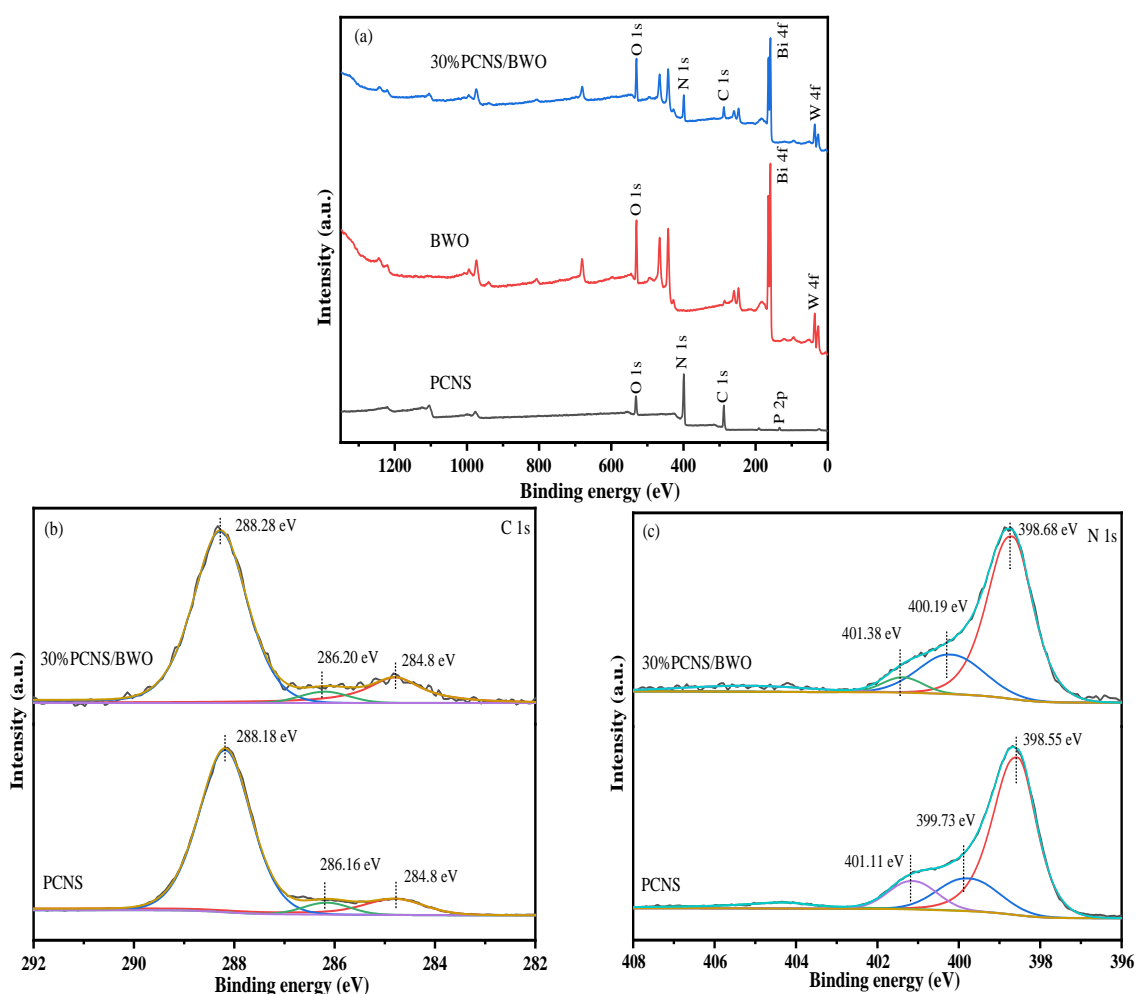 (a)
30%PCNS/BWO
O 1s
N 1s
C 1s
Bi 4f
W 4f
BWO
O 1s
Bi 4f
W 4f
PCNS
O 1s
N 1s
C 1s
P 2p
Intensity (a.u.)
1200 1000 800 600 400 200 0
Binding energy (eV)
(b)
C 1s
288.28 eV
30%PCNS/BWO
286.20 eV
284.8 eV
288.18 eV
PCNS
286.16 eV
284.8 eV
Intensity (a.u.)
292 290 288 286 284 282
Binding energy (eV)
(c)
N 1s
398.68 eV
400.19 eV
401.38 eV
30%PCNS/BWO
398.55 eV
399.73 eV
401.11 eV
PCNS
Intensity (a.u.)
408 406 404 402 400 398 396
Binding energy (eV)